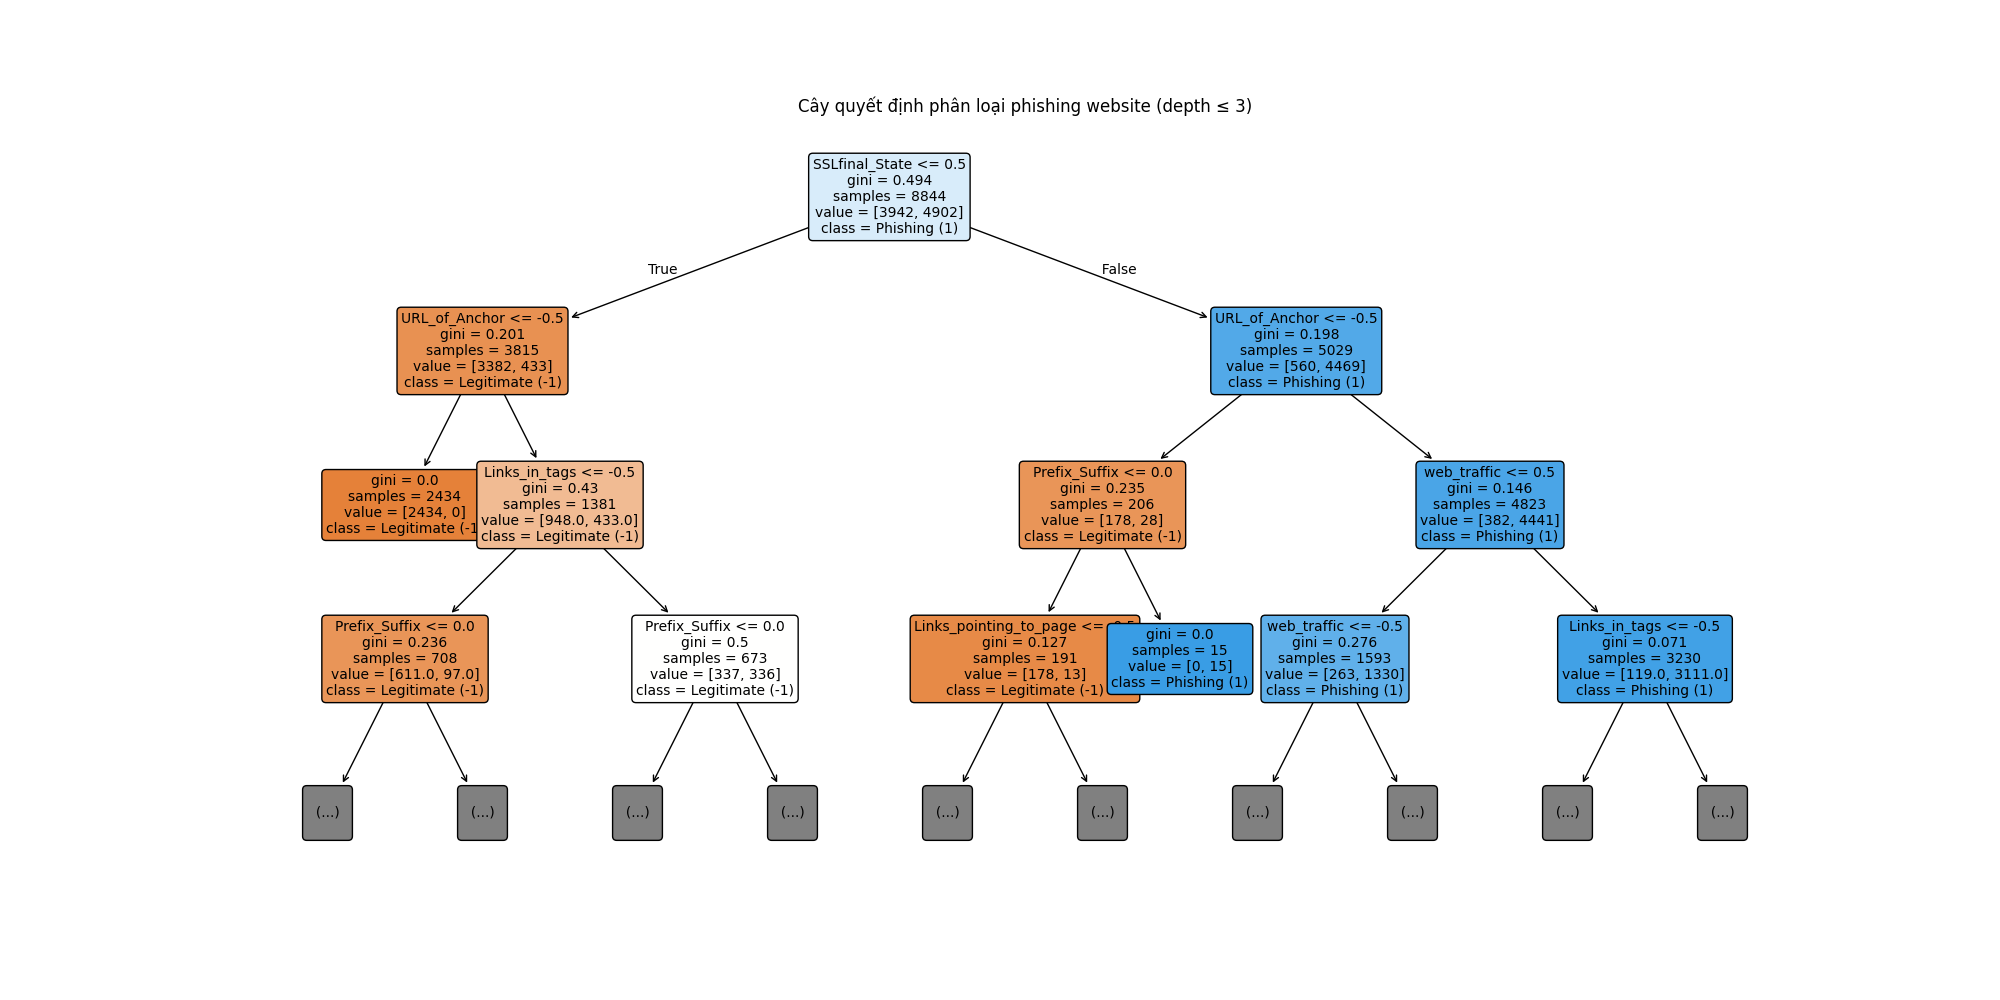 Cây quyết định phân loại phishing website (depth ≤ 3)
SSLfinal_State <= 0.5
gini = 0.494
samples = 8844
value = [3942, 4902]
class = Phishing (1)
True
False
URL_of_Anchor <= -0.5
gini = 0.201
samples = 3815
value = [3382, 433]
class = Legitimate (-1)
URL_of_Anchor <= -0.5
gini = 0.198
samples = 5029
value = [560, 4469]
class = Phishing (1)
gini = 0.0
samples = 2434
value = [2434, 0]
class = Legitimate (-1
Links_in_tags <= -0.5
gini = 0.43
samples = 1381
value = [948.0, 433.0]
class = Legitimate (-1)
Prefix_Suffix <= 0.0
gini = 0.235
samples = 206
value = [178, 28]
class = Legitimate (-1)
web_traffic <= 0.5
gini = 0.146
samples = 4823
value = [382, 4441]
class = Phishing (1)
Prefix_Suffix <= 0.0
gini = 0.236
samples = 708
value = [611.0, 97.0]
class = Legitimate (-1)
Prefix_Suffix <= 0.0
gini = 0.5
samples = 673
value = [337, 336]
class = Legitimate (-1)
Links_pointing_to_page <=
gini = 0.127
samples = 191
value = [178, 13]
class = Legitimate (-1)
gini = 0.0
samples = 15
value = [0, 15]
class = Phishing (1)
web_traffic <= -0.5
gini = 0.276
samples = 1593
value = [263, 1330]
class = Phishing (1)
Links_in_tags <= -0.5
gini = 0.071
samples = 3230
value = [119.0, 3111.0]
class = Phishing (1)
(...)
(...)
(...)
(...)
(...)
(...)
(...)
(...)
(...)
(...)